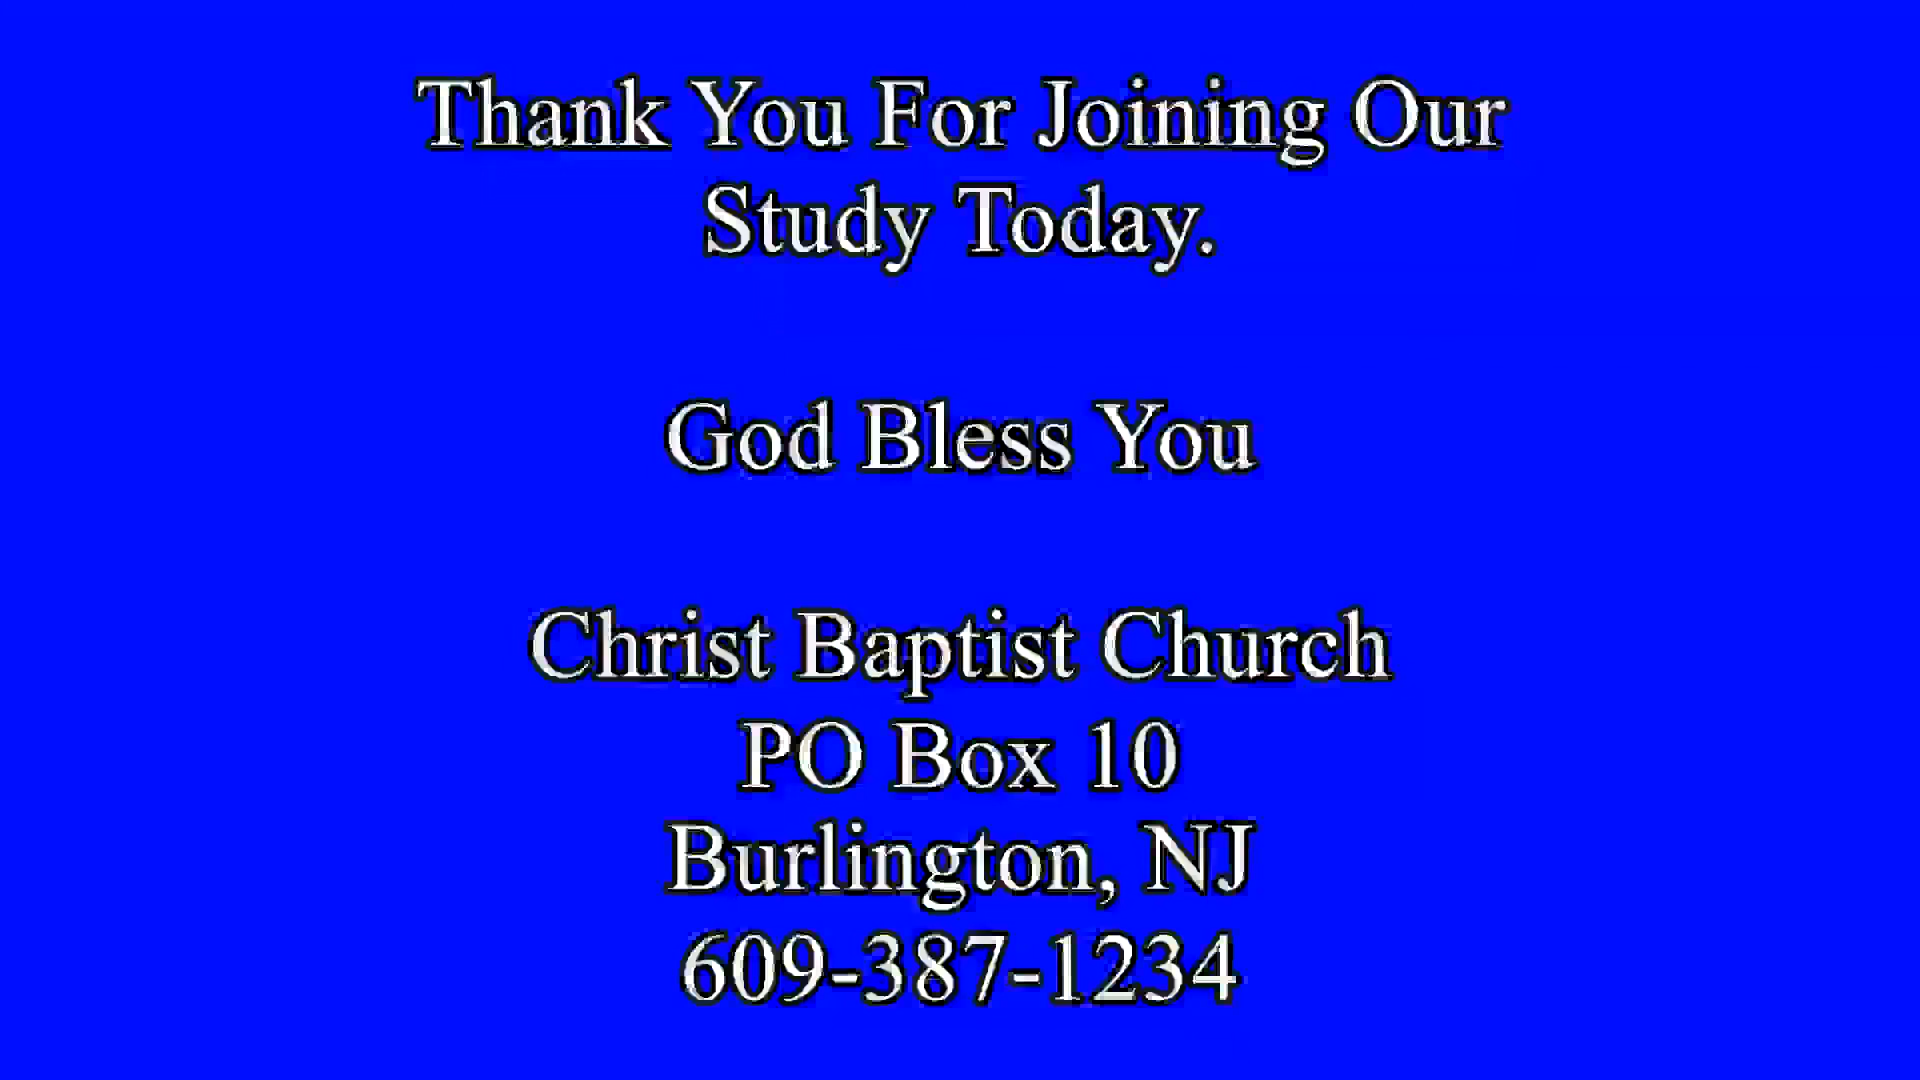 Thank You For Joining Our
Study Today.
God Bless You
Christ Baptist Church
PO Box 10
Burlington, NJ
609-387-1234